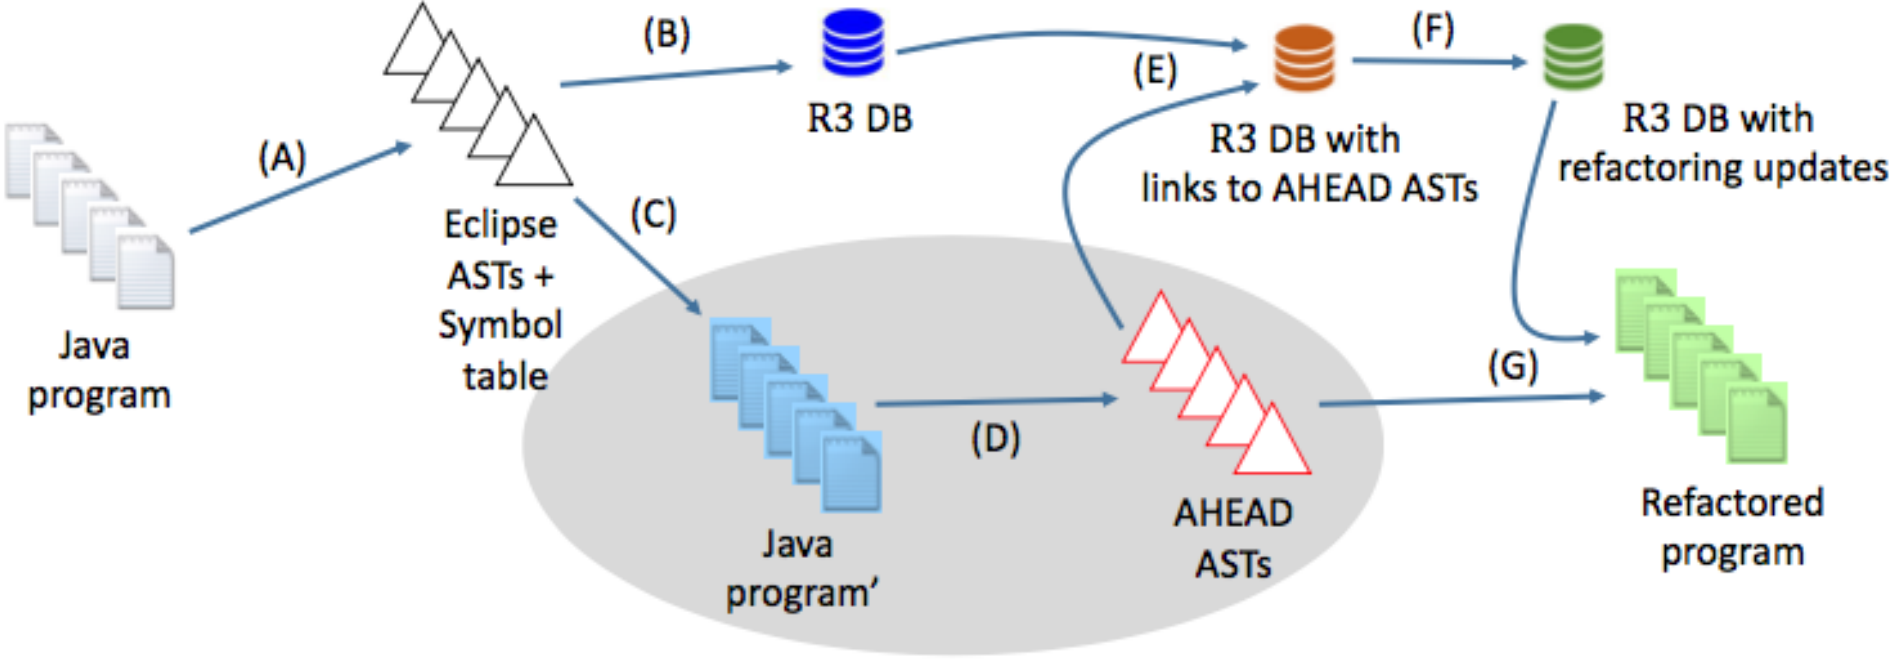 (A)
Java
program
Eclipse
ASTs +
Symbol
table
(B)
R3 DB
(C)
Java
program’
(D)
AHEAD
ASTs
(E)
R3 DB with
links to AHEAD ASTs
(F)
R3 DB with
refactoring updates
(G)
Refactored
program